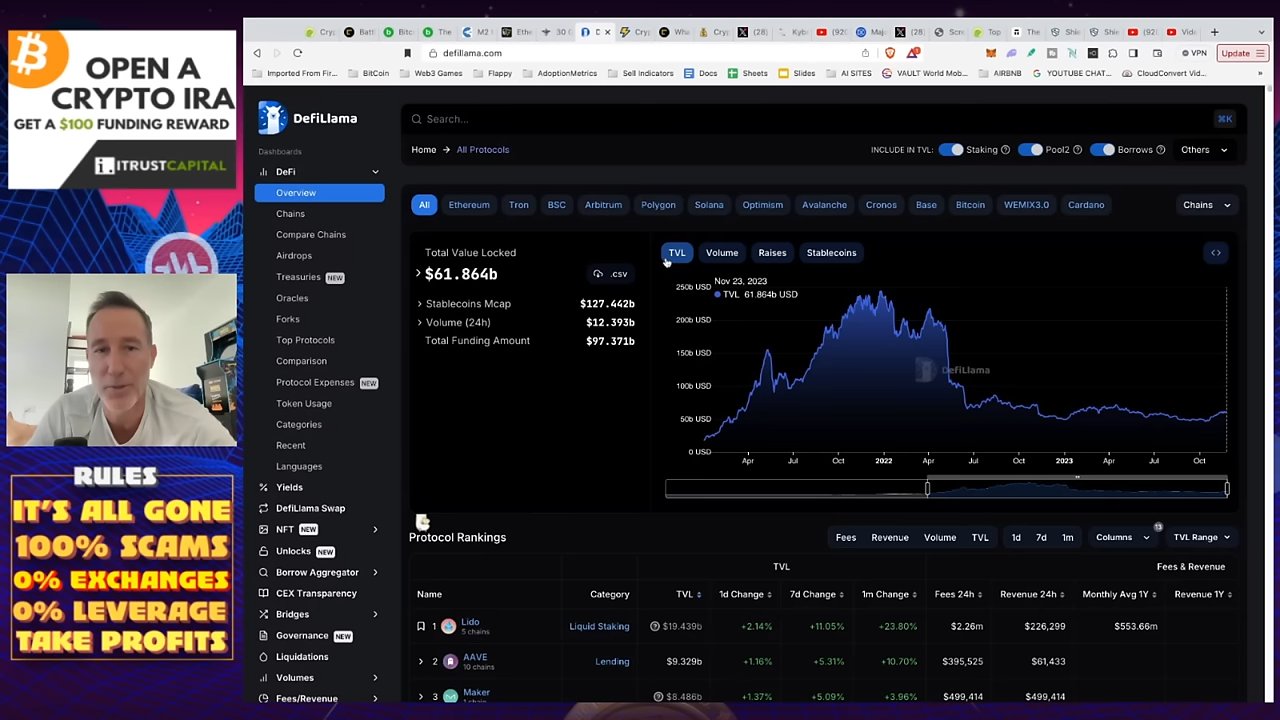 OPEN A
CRYPTO IRA
GET A $100 FUNDING REWARD
ITRUSTCAPITAL
RULES
IT'S ALL GONE
100% SCAMS
0% EXCHANGES
0% LEVERAGE
TAKE PROFITS
defillama.com
VPN
Update
Imported From Fir...
BitCoin
Web3 Games
Flappy
AdoptionMetrics
Sell Indicators
Docs
Sheets
Slides
AI SITES
VAULT World Mob...
AIRBNB
YOUTUBE CHAT...
CloudConvert Vid...
DefiLlama
Dashboards
DeFi
Overview
Chains
Compare Chains
Airdrops
Treasuries NEW
Oracles
Forks
Top Protocols
Comparison
Protocol Expenses NEW
Token Usage
Categories
Recent
Languages
Yields
DefiLlama Swap
NFT NEW
Unlocks NEW
Borrow Aggregator
CEX Transparency
Bridges
Governance NEW
Liquidations
Volumes
Fees/Revenue
Search...
⌘K
Home → All Protocols
INCLUDE IN TVL: Staking Pool2 Borrows Others
All Ethereum Tron BSC Arbitrum Polygon Solana Optimism Avalanche Cronos Base Bitcoin WEMIX3.0 Cardano Chains
Total Value Locked
$61.864b
.csv
Stablecoins Mcap $127.442b
Volume (24h) $12.393b
Total Funding Amount $97.371b
TVL Volume Raises Stablecoins
Nov 23, 2023
TVL 61.864b USD
250b USD
200b USD
150b USD
100b USD
50b USD
0 USD
DefiLlama
Apr Jul Oct 2022 Apr Jul Oct 2023 Apr Jul Oct
Protocol Rankings
Fees Revenue Volume TVL 1d 7d 1m Columns 13 TVL Range
TVL Fees & Revenue
Name Category TVL 1d Change 7d Change 1m Change Fees 24h Revenue 24h Monthly Avg 1Y Revenue 1Y
1 Lido Liquid Staking $19.439b +2.14% +11.05% +23.80% $2.26m $226,299 $553.66m
5 chains
2 AAVE Lending $9.329b +1.16% +5.31% +10.70% $395,525 $61,433
10 chains
3 Maker $8.486b +1.37% +5.09% +3.96% $499,414 $499,414